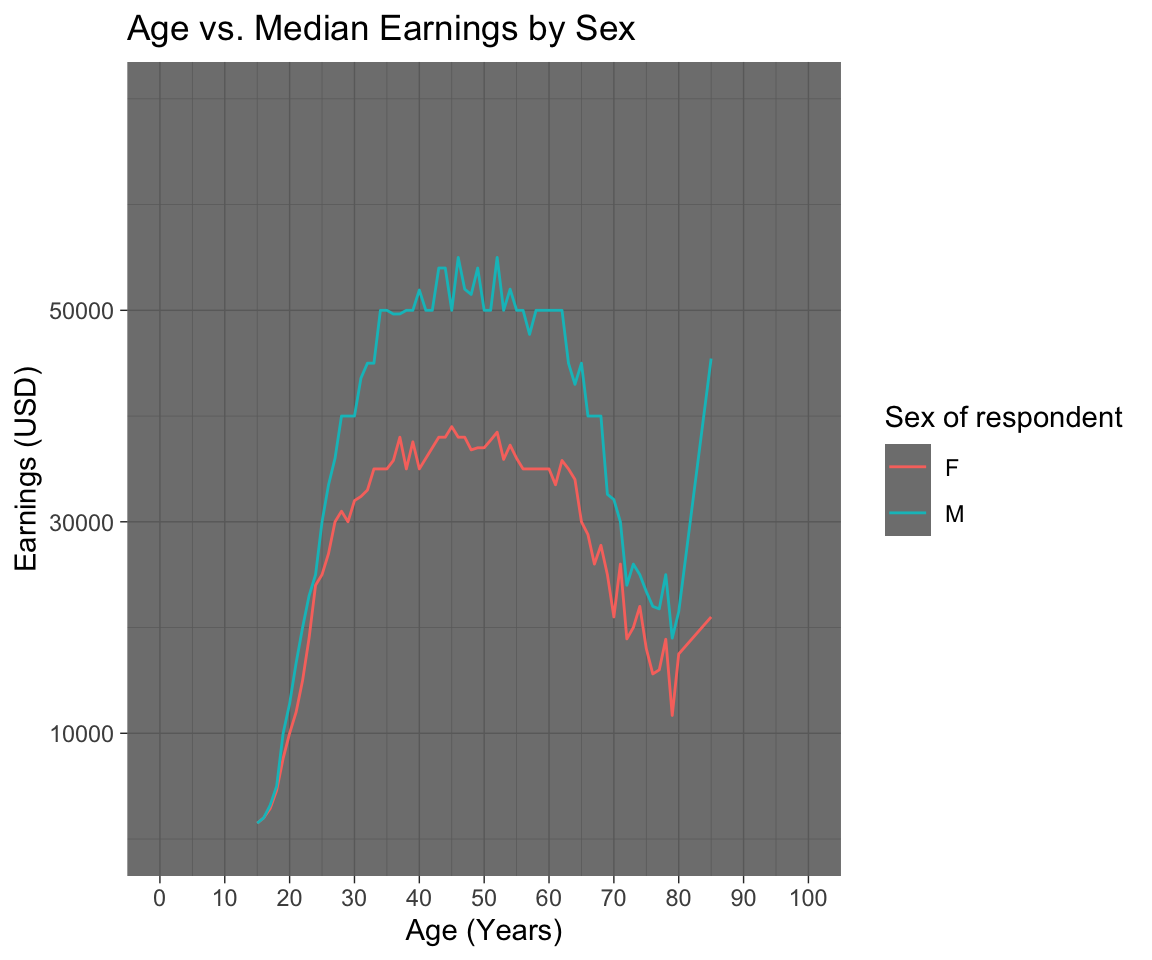 Age vs. Median Earnings by Sex
Earnings (USD)
50000
30000
10000
0 10 20 30 40 50 60 70 80 90 100
Age (Years)
Sex of respondent
F
M